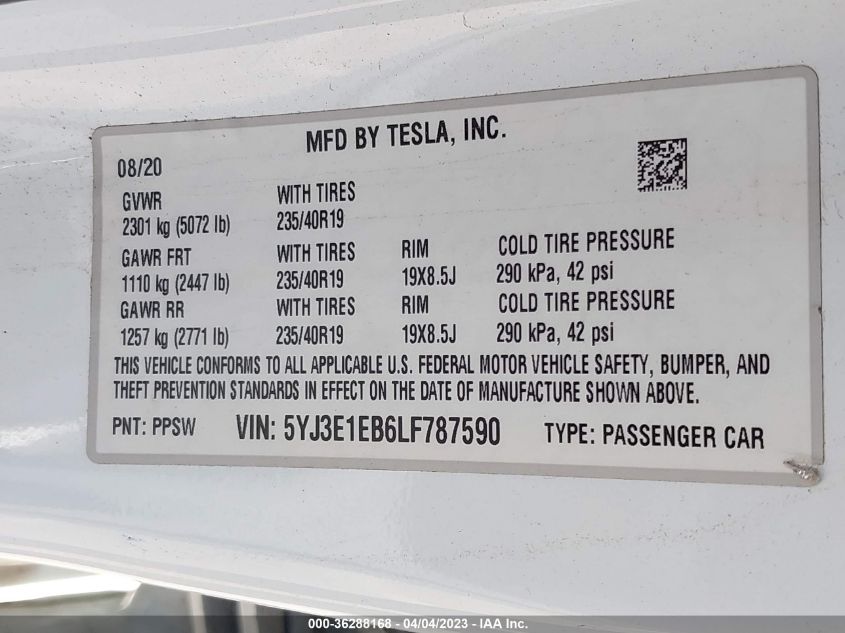 MFD BY TESLA, INC.
08/20
GVWR WITH TIRES
2301 kg (5072 lb) 235/40R19
GAWR FRT WITH TIRES RIM COLD TIRE PRESSURE
1110 kg (2447 lb) 235/40R19 19X8.5J 290 kPa, 42 psi
GAWR RR WITH TIRES RIM COLD TIRE PRESSURE
1257 kg (2771 lb) 235/40R19 19X8.5J 290 kPa, 42 psi
THIS VEHICLE CONFORMS TO ALL APPLICABLE U.S. FEDERAL MOTOR VEHICLE SAFETY, BUMPER, AND
THEFT PREVENTION STANDARDS IN EFFECT ON THE DATE OF MANUFACTURE SHOWN ABOVE.
PNT: PPSW VIN: 5YJ3E1EB6LF787590 TYPE: PASSENGER CAR
000-36288168 - 04/04/2023 - IAA Inc.